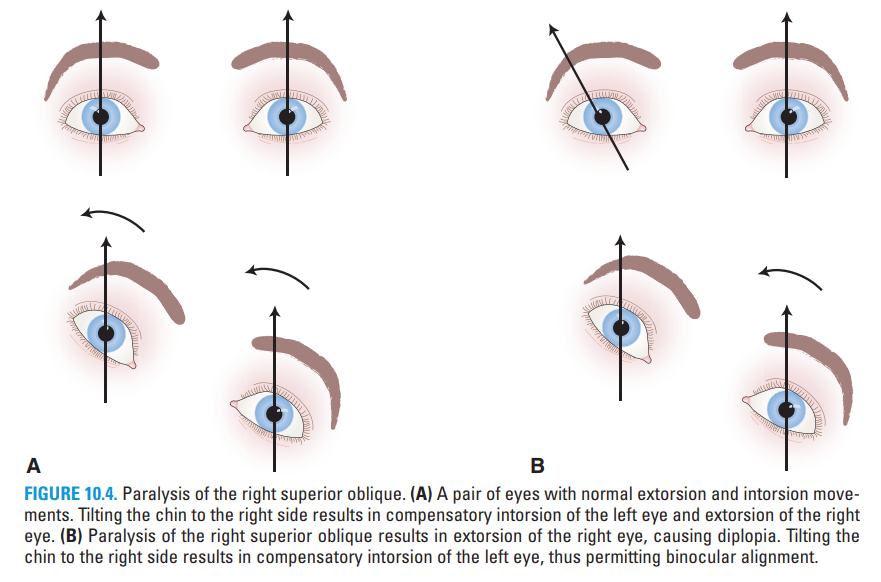 A
B
FIGURE 10.4. Paralysis of the right superior oblique. (A) A pair of eyes with normal extorsion and intorsion move-
ments. Tilting the chin to the right side results in compensatory intorsion of the left eye and extorsion of the right
eye. (B) Paralysis of the right superior oblique results in extorsion of the right eye, causing diplopia. Tilting the
chin to the right side results in compensatory intorsion of the left eye, thus permitting binocular alignment.